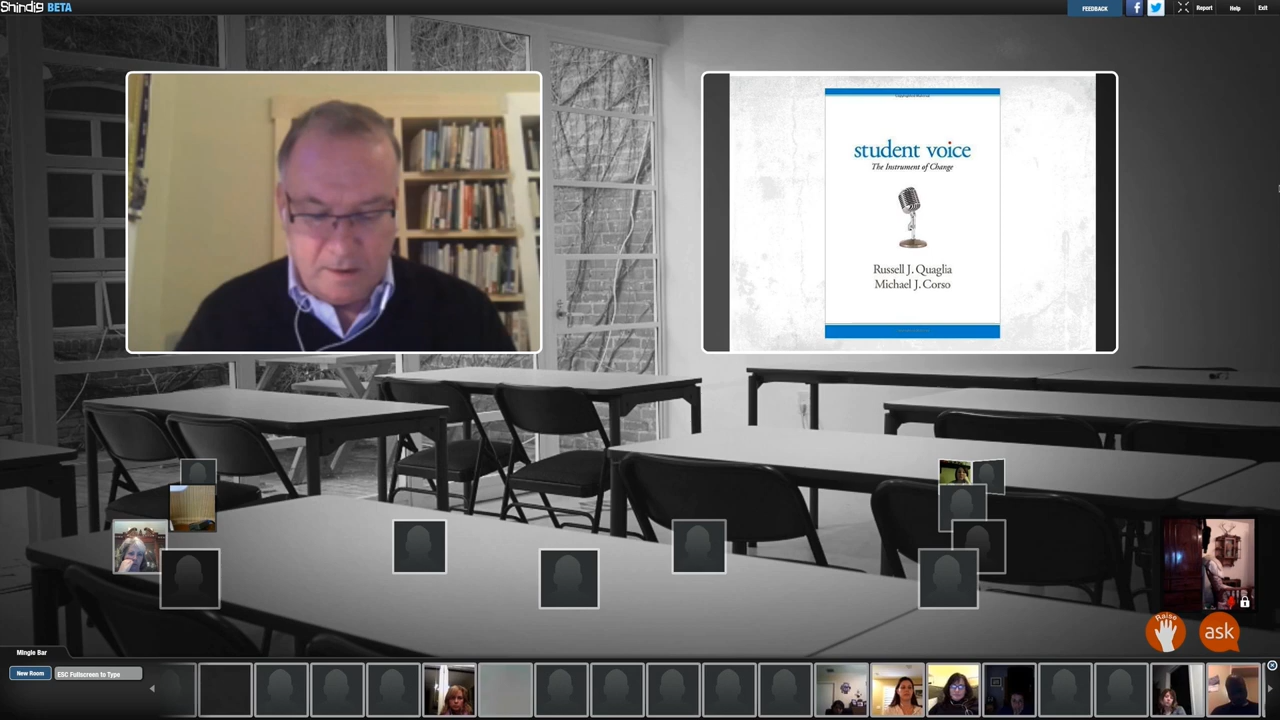 Shindig BETA
FEEDBACK
Report
Help
Exit
student voice
The Instrument of Change
Russell J. Quaglia
Michael J. Corso
Raise
ask
Mingle Bar
New Room
ESC Fullscreen to Type